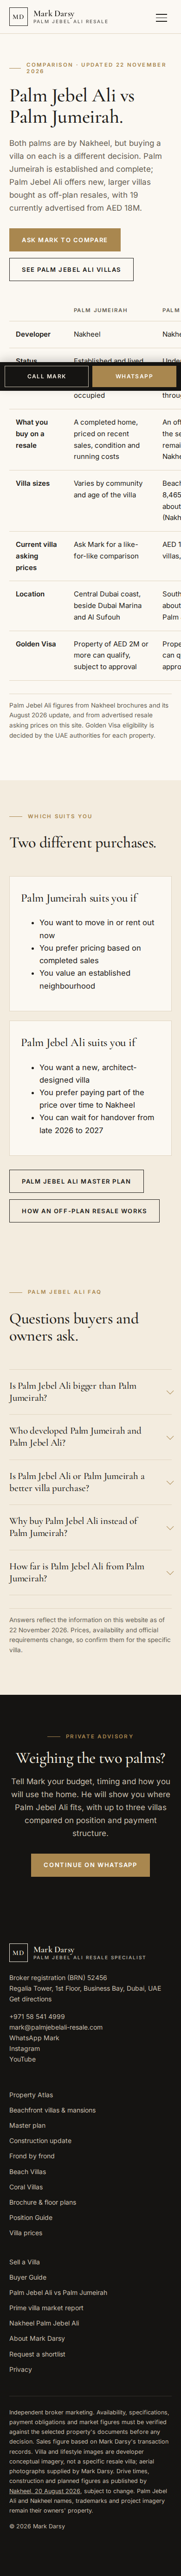 MD
Mark Darsy
PALM JEBEL ALI RESALE
COMPARISON · UPDATED 22 NOVEMBER
2026
Palm Jebel Ali vs
Palm Jumeirah.
Both palms are by Nakheel, but buying a
villa on each is a different decision. Palm
Jumeirah is established and complete;
Palm Jebel Ali offers new, larger villas
bought as off-plan resales, with 19
currently advertised from AED 18M.
ASK MARK TO COMPARE
SEE PALM JEBEL ALI VILLAS
PALM JUMEIRAH
PALM
Developer
Nakheel
Status
Established and lived
CALL MARK
WHATSAPP
occupied
What you
buy on a
resale
A completed home,
priced on recent
sales, condition and
running costs
Villa sizes
Varies by community
and age of the villa
8,465
about
Current villa
asking
prices
Ask Mark for a like-
for-like comparison
AED 1
villas,
Location
Central Dubai coast,
beside Dubai Marina
and Al Sufouh
South
about
Palm
Golden Visa
Property of AED 2M or
more can qualify,
subject to approval
Palm Jebel Ali figures from Nakheel brochures and its
August 2026 update, and from advertised resale
asking prices on this site. Golden Visa eligibility is
decided by the UAE authorities for each property.
WHICH SUITS YOU
Two different purchases.
Palm Jumeirah suits you if
• You want to move in or rent out
now
• You prefer pricing based on
completed sales
• You value an established
neighbourhood
Palm Jebel Ali suits you if
• You want a new, architect-
designed villa
• You prefer paying part of the
price over time to Nakheel
• You can wait for handover from
late 2026 to 2027
PALM JEBEL ALI MASTER PLAN
HOW AN OFF-PLAN RESALE WORKS
PALM JEBEL ALI FAQ
Questions buyers and
owners ask.
Is Palm Jebel Ali bigger than Palm
Jumeirah?
Who developed Palm Jumeirah and
Palm Jebel Ali?
Is Palm Jebel Ali or Palm Jumeirah a
better villa purchase?
Why buy Palm Jebel Ali instead of
Palm Jumeirah?
How far is Palm Jebel Ali from Palm
Jumeirah?
Answers reflect the information on this website as of
22 November 2026. Prices, availability and official
requirements change, so confirm them for the specific
villa.
PRIVATE ADVISORY
Weighing the two palms?
Tell Mark your budget, timing and how you
will use the home. He will show you where
Palm Jebel Ali fits, with up to three villas
compared on position and payment
structure.
CONTINUE ON WHATSAPP
MD
Mark Darsy
PALM JEBEL ALI RESALE SPECIALIST
Broker registration (BRN) 52456
Regalia Tower, 1st Floor, Business Bay, Dubai, UAE
Get directions
+971 58 541 4999
mark@palmjebelali-resale.com
WhatsApp Mark
Instagram
YouTube
Property Atlas
Beachfront villas & mansions
Master plan
Construction update
Frond by frond
Beach Villas
Coral Villas
Brochure & floor plans
Position Guide
Villa prices
Sell a Villa
Buyer Guide
Palm Jebel Ali vs Palm Jumeirah
Prime villa market report
Nakheel Palm Jebel Ali
About Mark Darsy
Request a shortlist
Privacy
Independent broker marketing. Availability, specifications,
payment obligations and market figures must be verified
against the selected property's documents before any
decision. Sales figure based on Mark Darsy's transaction
records. Villa and lifestyle images are developer
conceptual imagery, not a specific resale villa; aerial
photographs supplied by Mark Darsy. Drive times,
construction and planned figures as published by
Nakheel, 20 August 2026, subject to change. Palm Jebel
Ali and Nakheel names, trademarks and project imagery
remain their owners' property.
© 2026 Mark Darsy